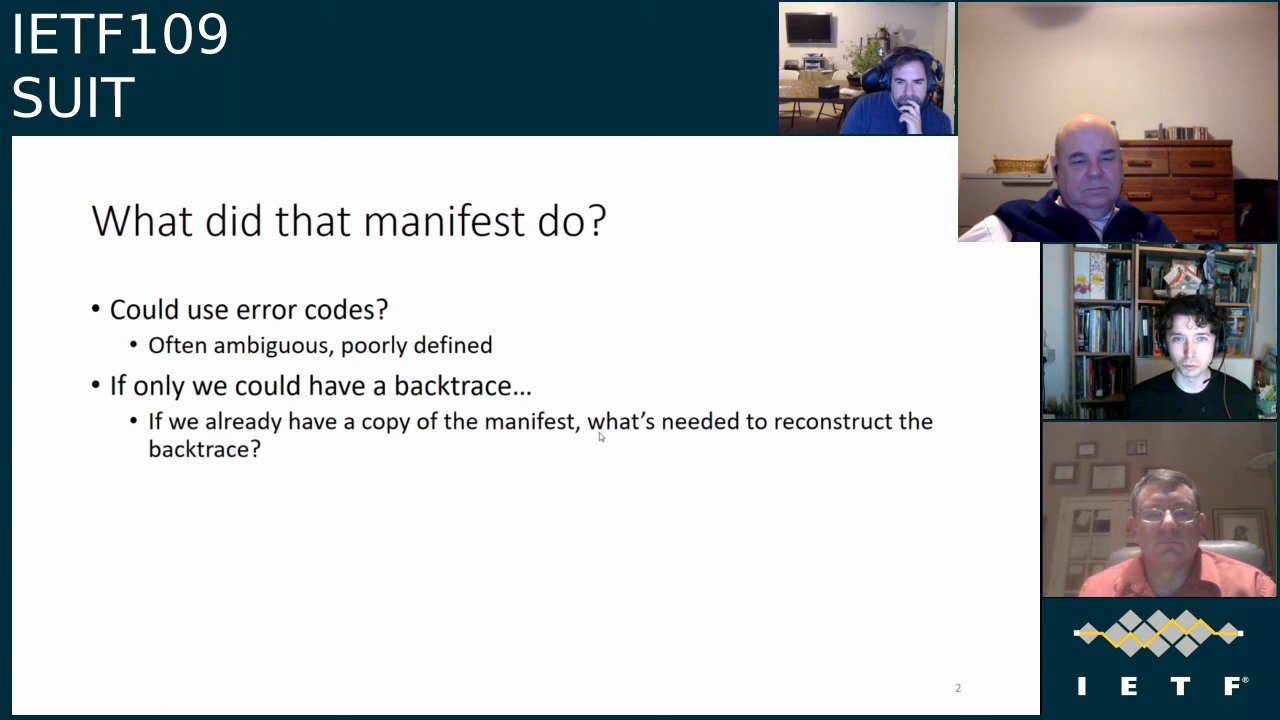 IETF109
SUIT
What did that manifest do?
• Could use error codes?
• Often ambiguous, poorly defined
• If only we could have a backtrace…
• If we already have a copy of the manifest, what’s needed to reconstruct the
backtrace?
2
I E T F®